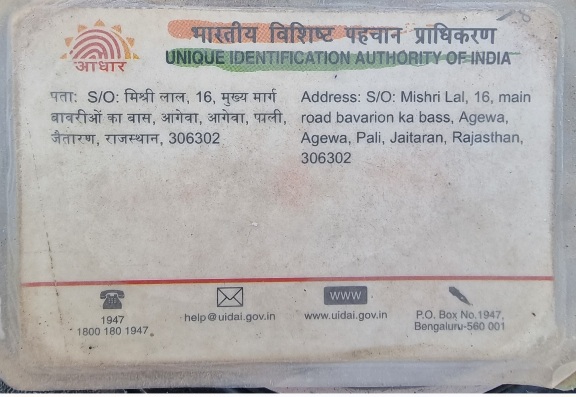 भारतीय विशिष्ट पहचान प्राधिकरण
UNIQUE IDENTIFICATION AUTHORITY OF INDIA
आधार
पता: S/O: मिश्री लाल, 16, मुख्य मार्ग
बावरीओं का बास, आगेवा, आगेवा, पाली,
जैतारण, राजस्थान, 306302
Address: S/O: Mishri Lal, 16, main
road bavarion ka bass, Agewa,
Agewa, Pali, Jaitaran, Rajasthan,
306302
1947
1800 180 1947
help@uidai.gov.in
WWW
www.uidai.gov.in
P.O. Box No.1947,
Bengaluru-560 001